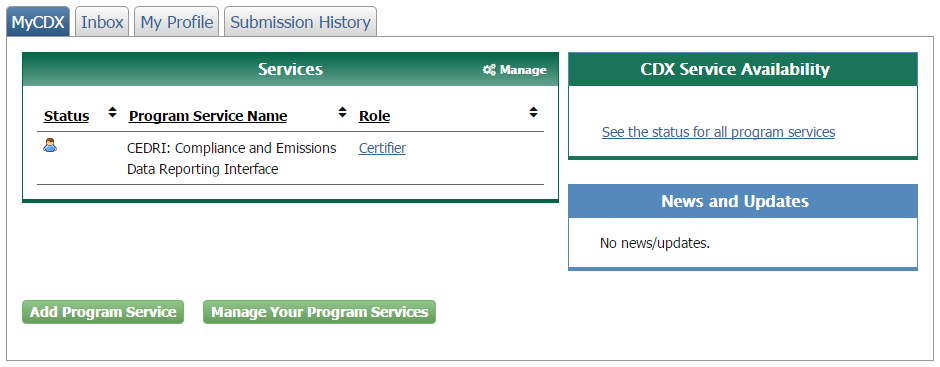 MyCDX Inbox My Profile Submission History
Services Manage
Status Program Service Name Role
CEDRI: Compliance and Emissions Certifier
Data Reporting Interface
CDX Service Availability
See the status for all program services
News and Updates
No news/updates.
Add Program Service Manage Your Program Services